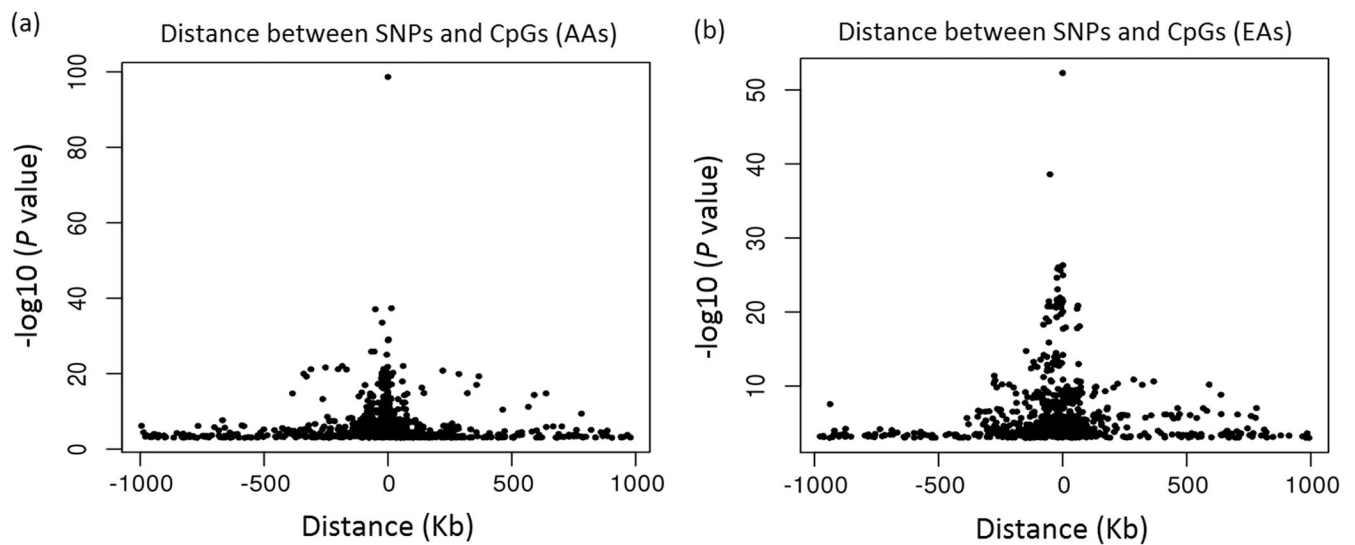 (a)
Distance between SNPs and CpGs (AAs)
-log10 (P value)
100
80
60
40
20
0
-1000 -500 0 500 1000
Distance (Kb)
(b)
Distance between SNPs and CpGs (EAs)
-log10 (P value)
50
40
30
20
10
-1000 -500 0 500 1000
Distance (Kb)